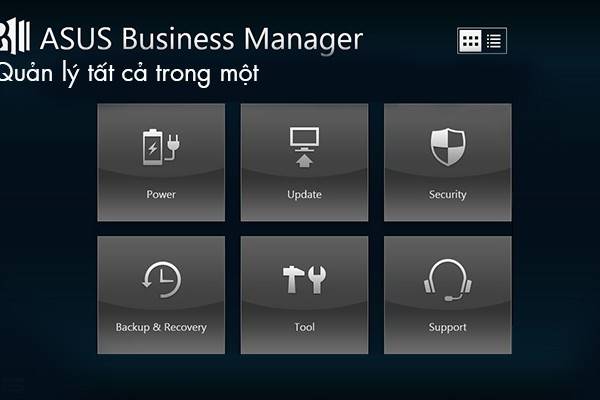 ASUS Business Manager
Quản lý tất cả trong một
Power
Update
Security
Backup & Recovery
Tool
Support